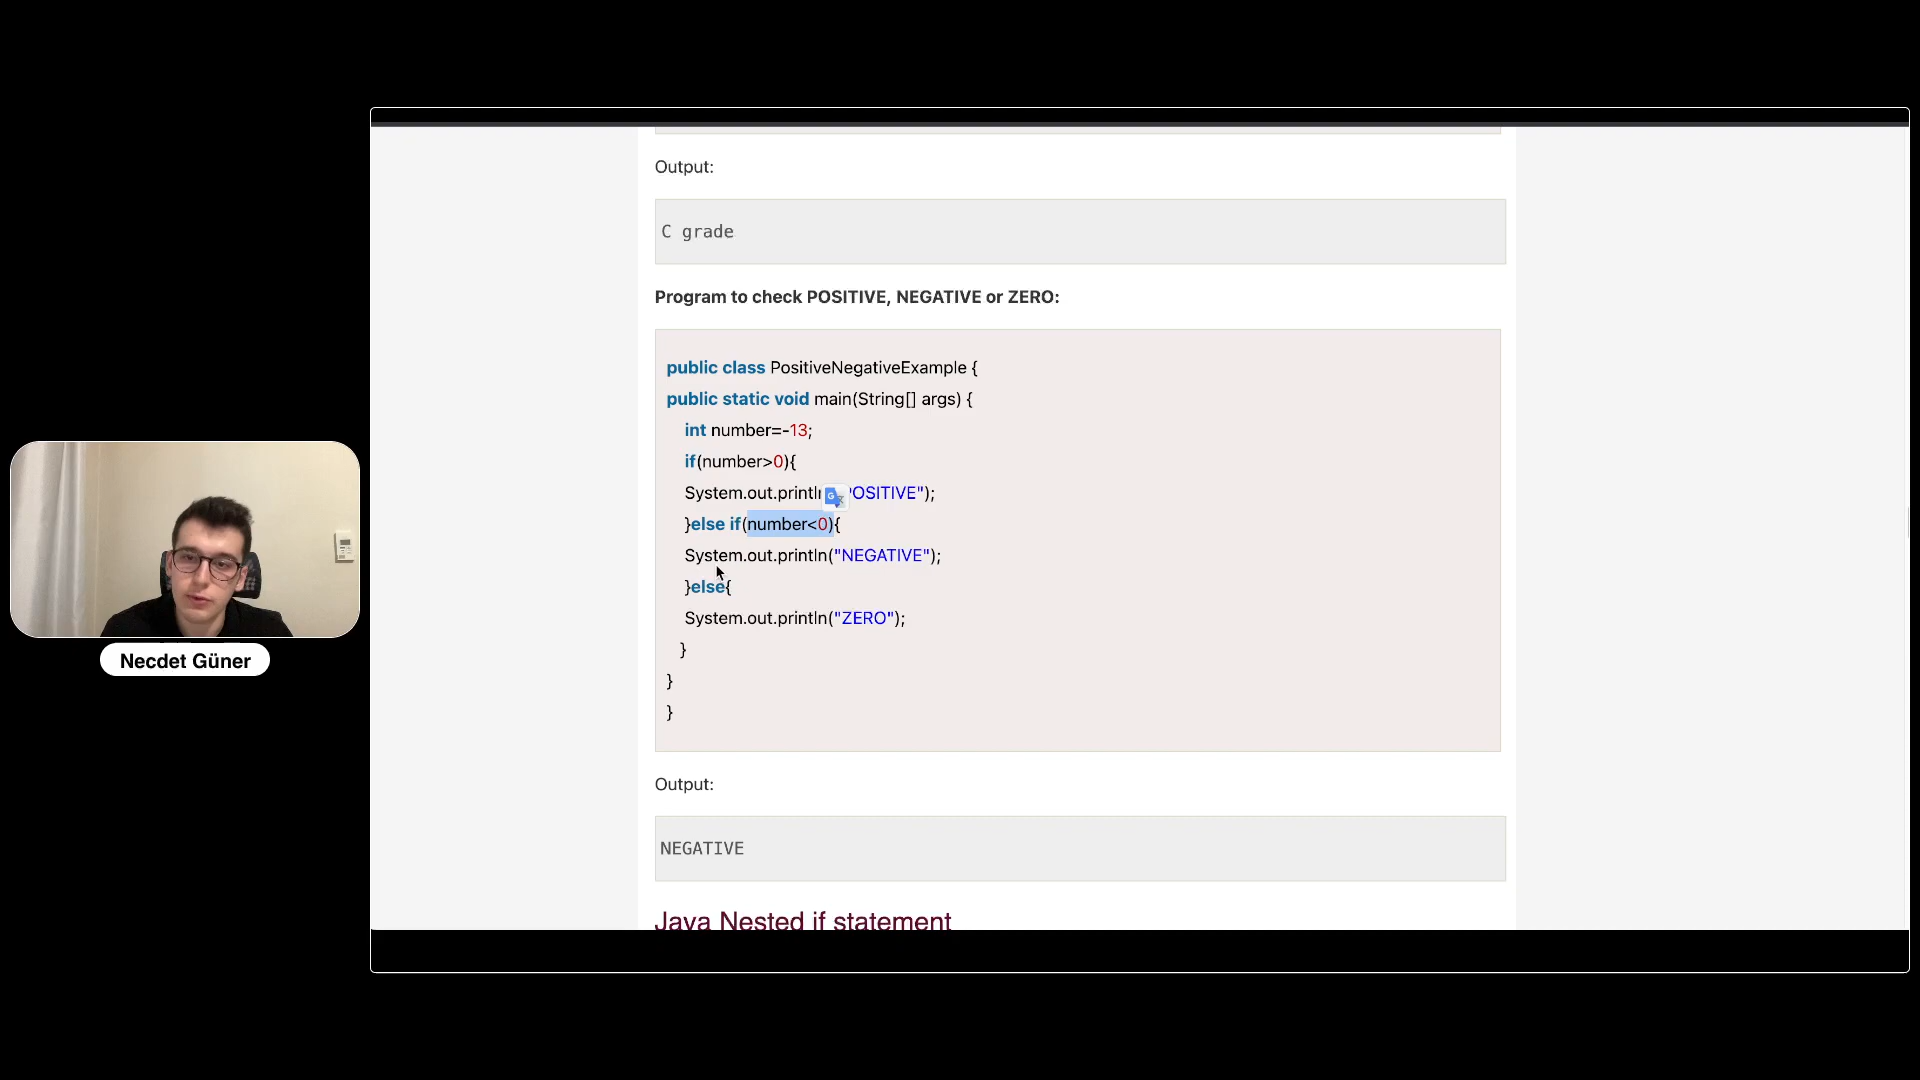 Output:
C grade
Program to check POSITIVE, NEGATIVE or ZERO:
public class PositiveNegativeExample {
public static void main(String[] args) {
int number=-13;
if(number>0){
System.out.println OSITIVE");
}else if(number<0){
System.out.println("NEGATIVE");
}else{
System.out.println("ZERO");
}
}
}
Output:
NEGATIVE
Java Nested if statement
Necdet Güner